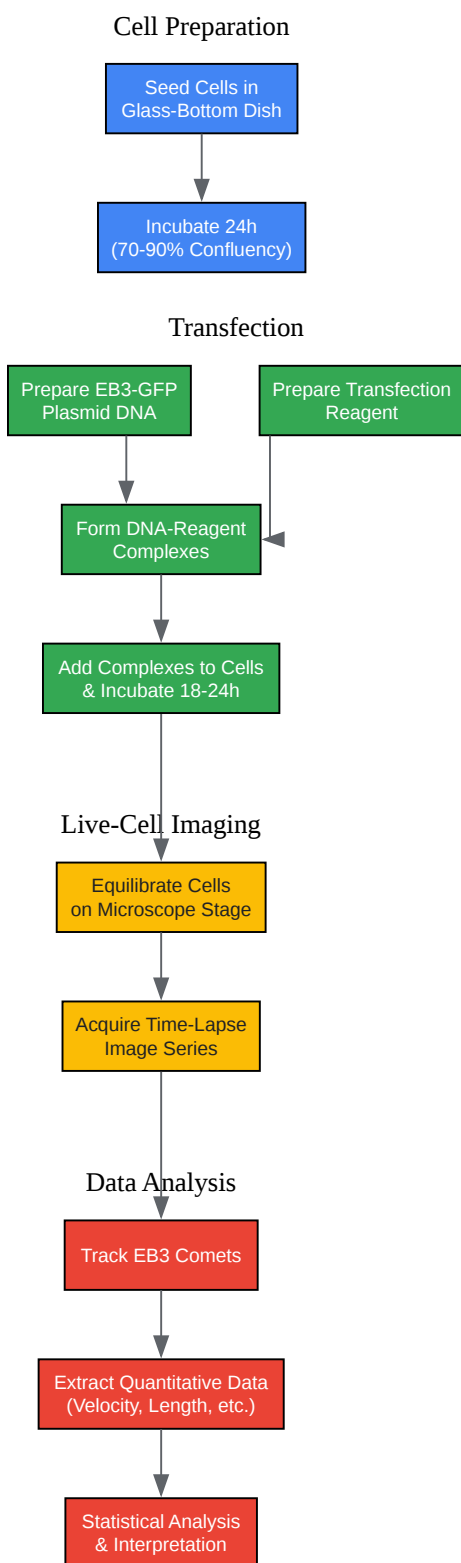 Cell Preparation
Seed Cells in
Glass-Bottom Dish
Incubate 24h
(70-90% Confluency)
Transfection
Prepare EB3-GFP
Plasmid DNA
Prepare Transfection
Reagent
Form DNA-Reagent
Complexes
Add Complexes to Cells
& Incubate 18-24h
Live-Cell Imaging
Equilibrate Cells
on Microscope Stage
Acquire Time-Lapse
Image Series
Data Analysis
Track EB3 Comets
Extract Quantitative Data
(Velocity, Length, etc.)
Statistical Analysis
& Interpretation